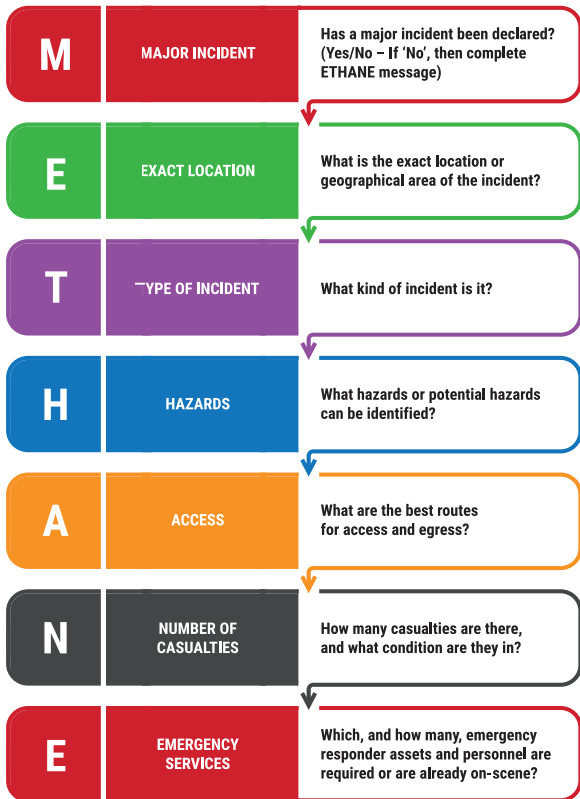 M
MAJOR INCIDENT
Has a major incident been declared?
(Yes/No – If ‘No’, then complete
ETHANE message)
E
EXACT LOCATION
What is the exact location or
geographical area of the incident?
T
TYPE OF INCIDENT
What kind of incident is it?
H
HAZARDS
What hazards or potential hazards
can be identified?
A
ACCESS
What are the best routes
for access and egress?
N
NUMBER OF
CASUALTIES
How many casualties are there,
and what condition are they in?
E
EMERGENCY
SERVICES
Which, and how many, emergency
responder assets and personnel are
required or are already on-scene?